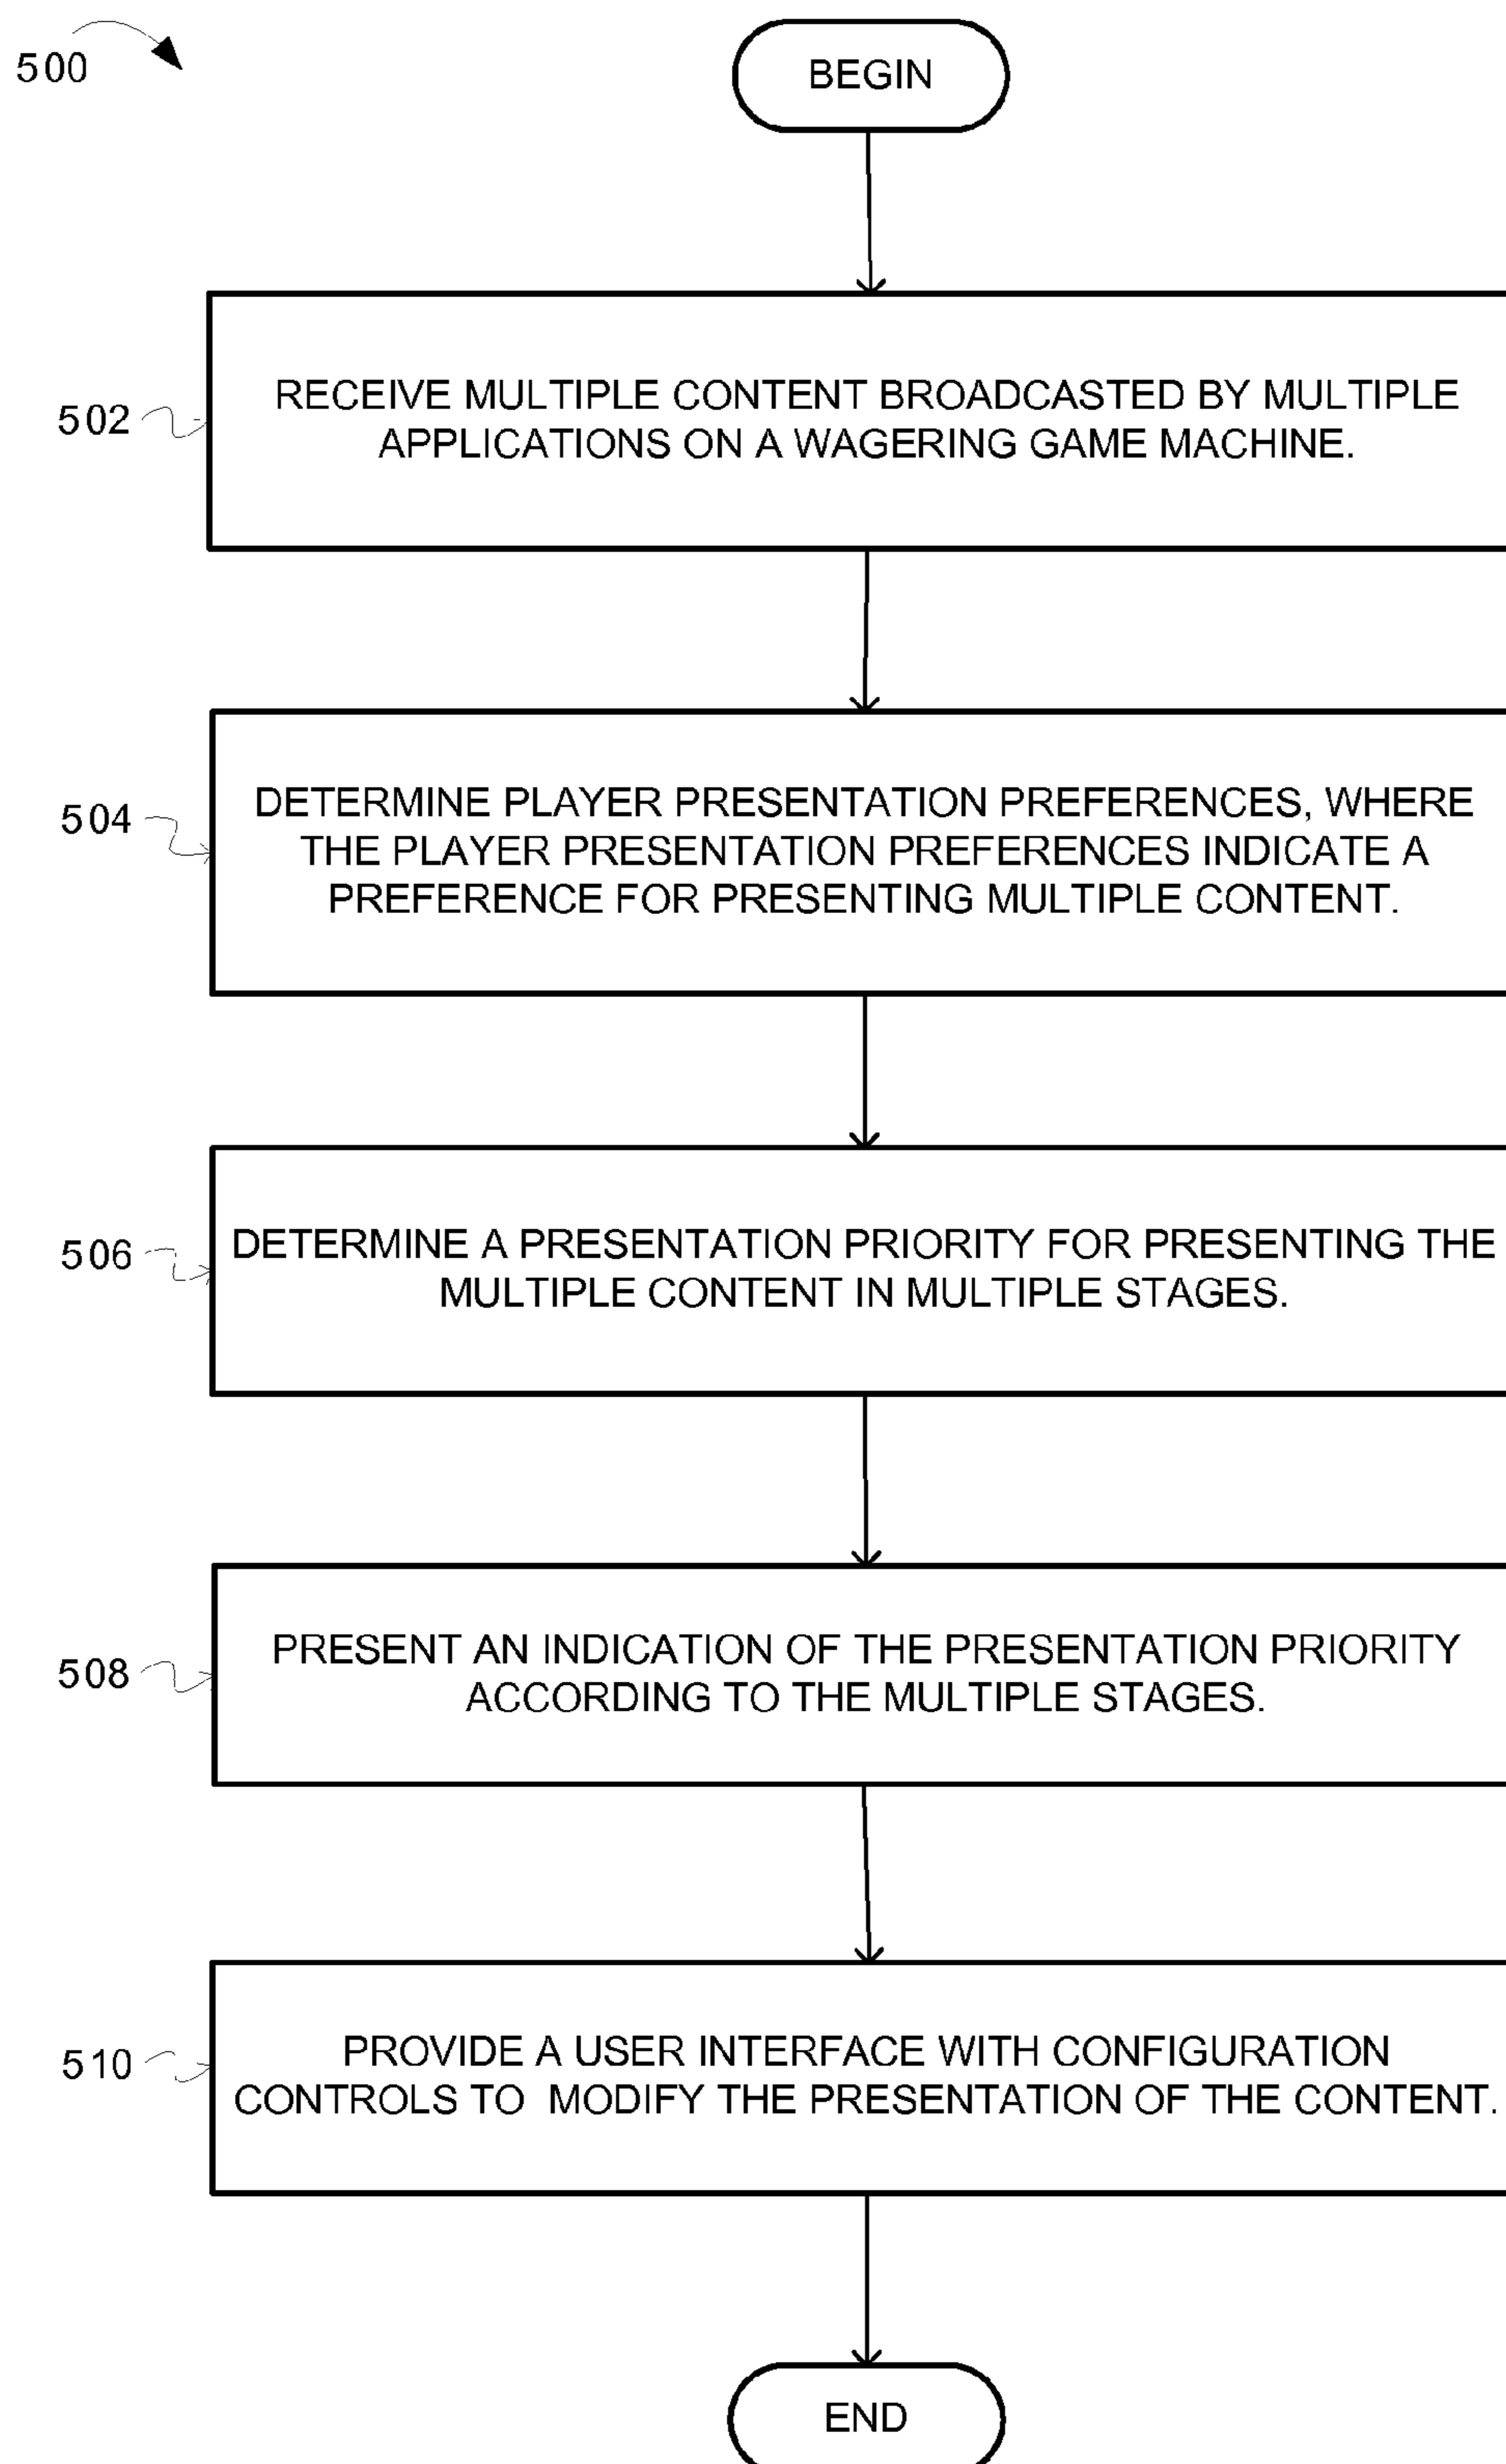 500
BEGIN
502
RECEIVE MULTIPLE CONTENT BROADCASTED BY MULTIPLE
APPLICATIONS ON A WAGERING GAME MACHINE.
504
DETERMINE PLAYER PRESENTATION PREFERENCES, WHERE
THE PLAYER PRESENTATION PREFERENCES INDICATE A
PREFERENCE FOR PRESENTING MULTIPLE CONTENT.
506
DETERMINE A PRESENTATION PRIORITY FOR PRESENTING THE
MULTIPLE CONTENT IN MULTIPLE STAGES.
508
PRESENT AN INDICATION OF THE PRESENTATION PRIORITY
ACCORDING TO THE MULTIPLE STAGES.
510
PROVIDE A USER INTERFACE WITH CONFIGURATION
CONTROLS TO MODIFY THE PRESENTATION OF THE CONTENT.
END